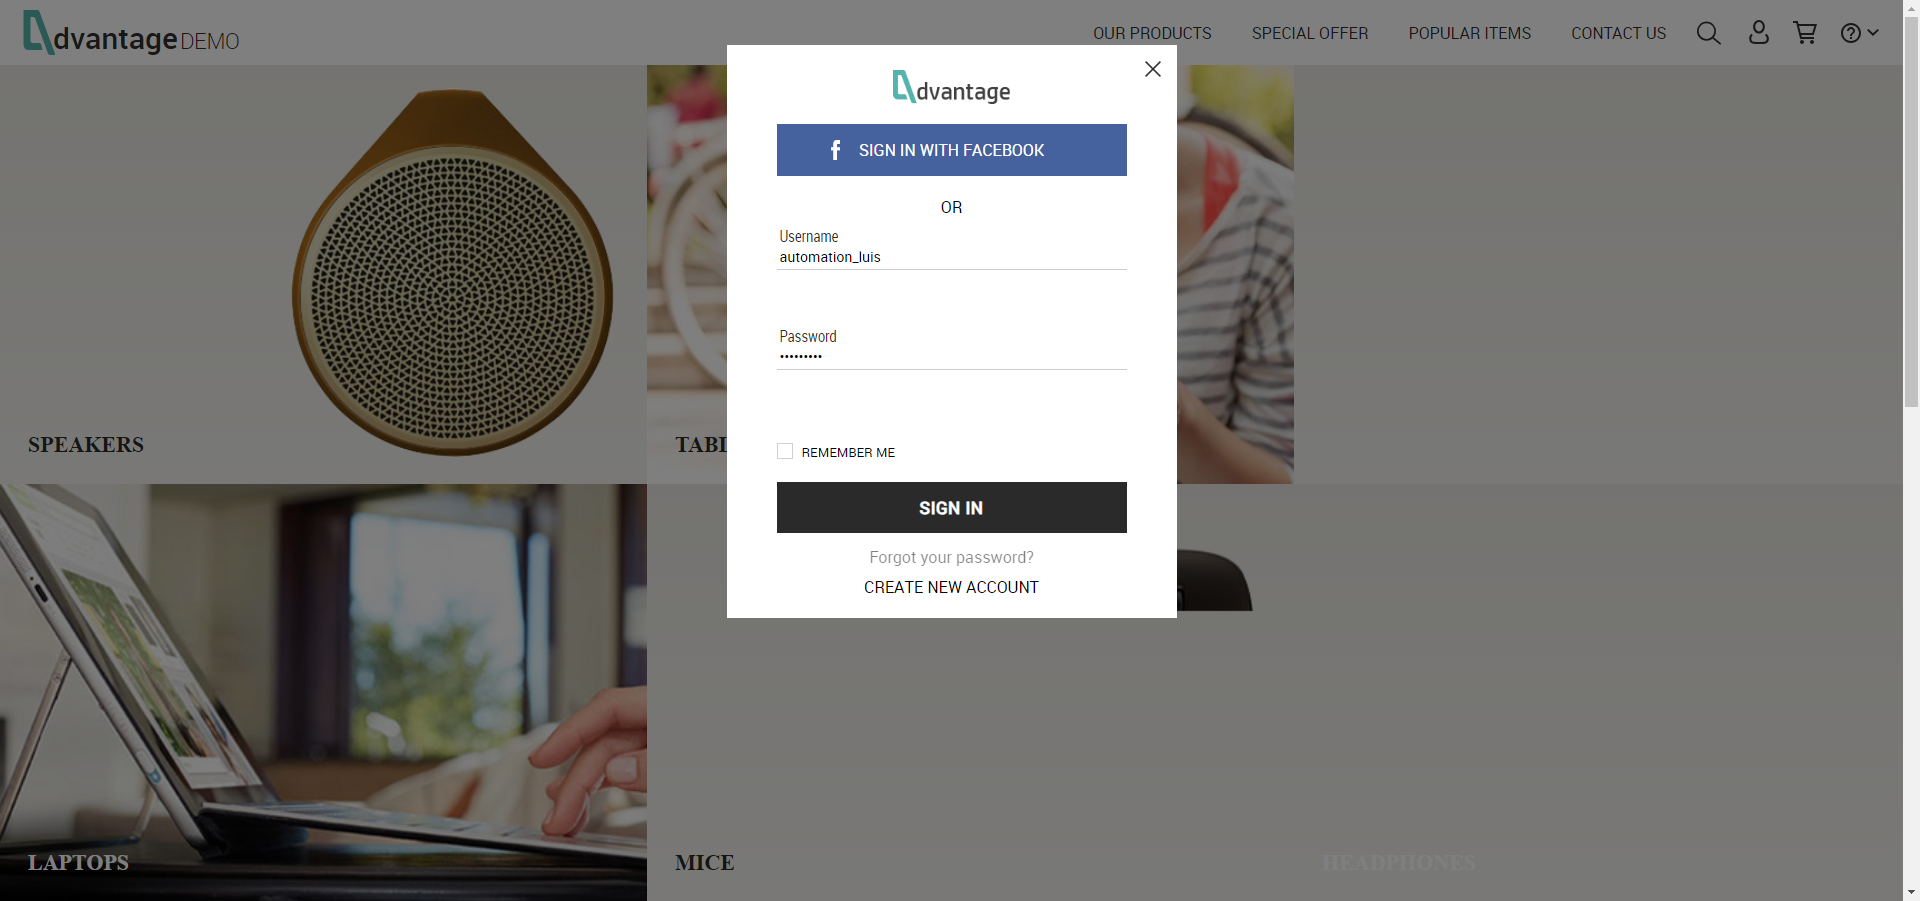 dvantage DEMO
OUR PRODUCTS
SPECIAL OFFER
POPULAR ITEMS
CONTACT US
dvantage
SIGN IN WITH FACEBOOK
OR
Username
automation_luis
Password
REMEMBER ME
SIGN IN
Forgot your password?
CREATE NEW ACCOUNT
SPEAKERS
TABL
LAPTOPS
MICE
HEADPHONES